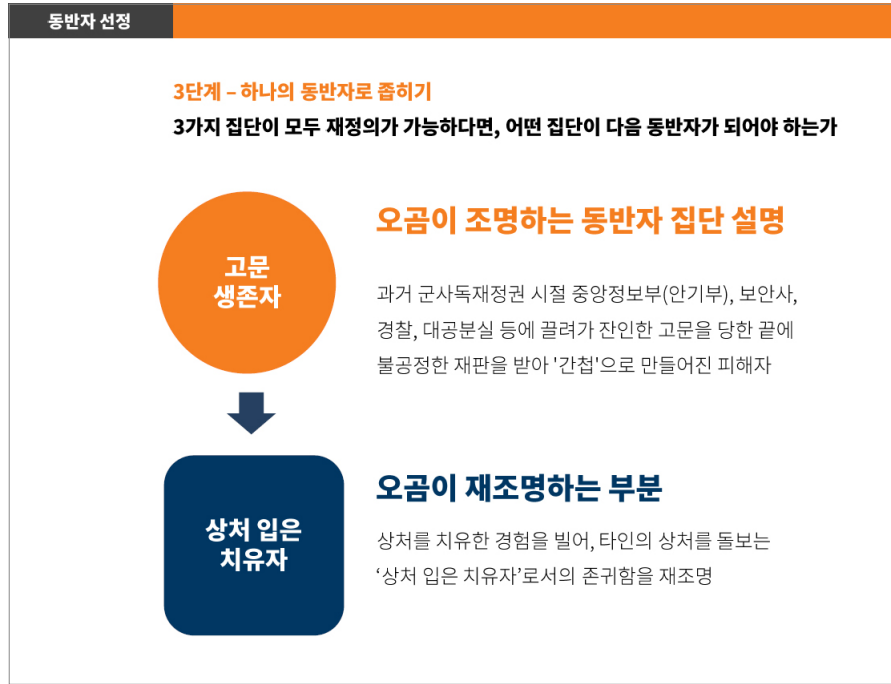 동반자 선정
3단계 – 하나의 동반자로 좁히기
3가지 집단이 모두 재정의가 가능하다면, 어떤 집단이 다음 동반자가 되어야 하는가
고문
생존자
오곰이 조명하는 동반자 집단 설명
과거 군사독재정권 시절 중앙정보부(안기부), 보안사,
경찰, 대공분실 등에 끌려가 잔인한 고문을 당한 끝에
불공정한 재판을 받아 '간첩'으로 만들어진 피해자
상처 입은
치유자
오곰이 재조명하는 부분
상처를 치유한 경험을 빌어, 타인의 상처를 돌보는
‘상처 입은 치유자’로서의 존귀함을 재조명